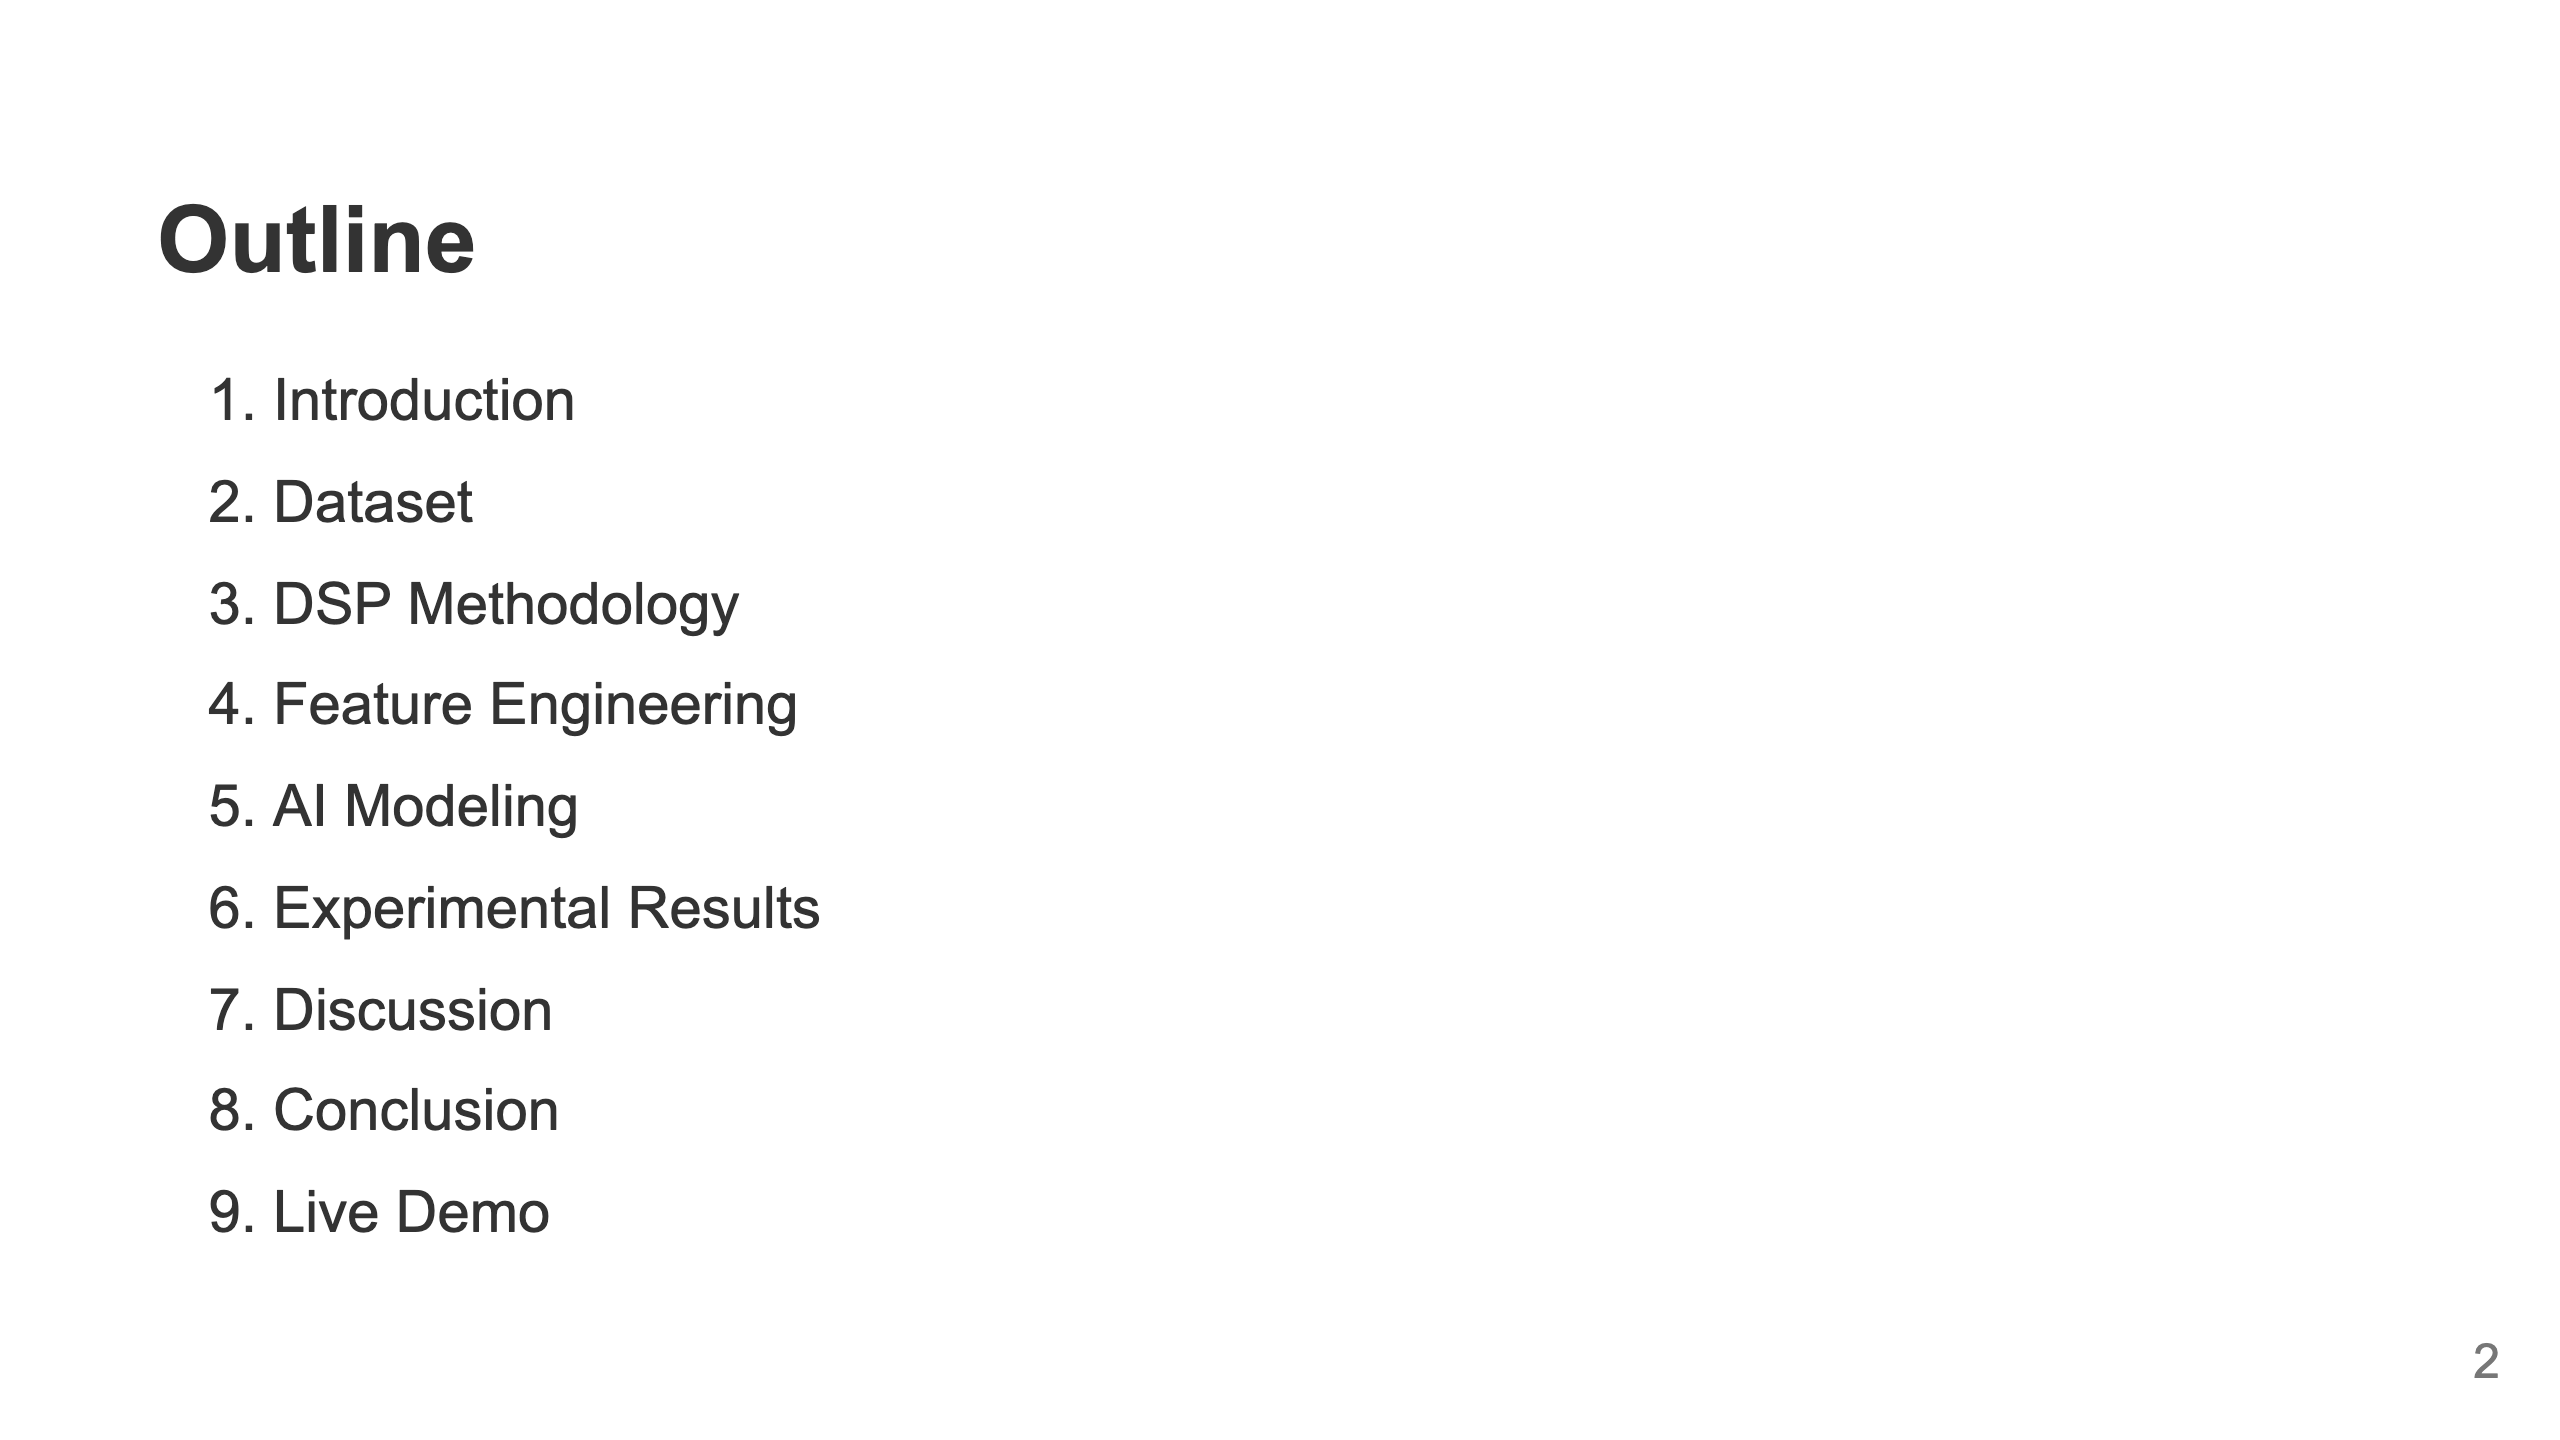 Outline
1. Introduction
2. Dataset
3. DSP Methodology
4. Feature Engineering
5. AI Modeling
6. Experimental Results
7. Discussion
8. Conclusion
9. Live Demo
2